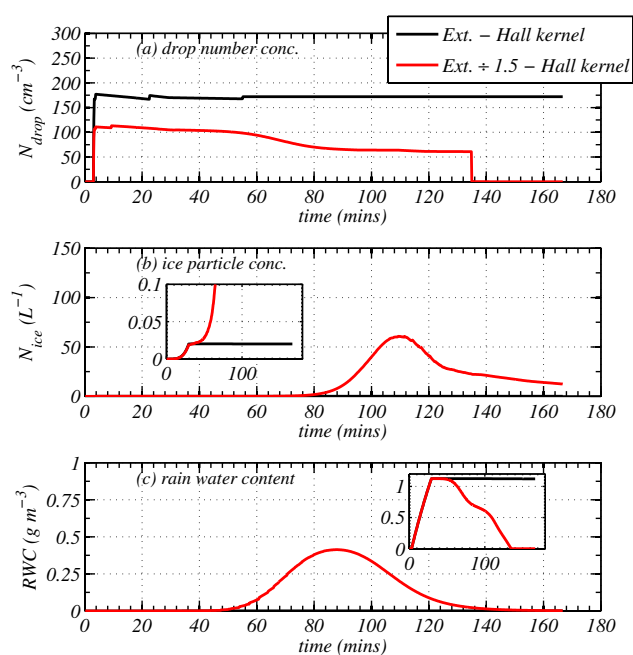 Ext. − Hall kernel
Ext. ÷ 1.5 − Hall kernel
(a) drop number conc.
N_drop (cm^−3)
300
250
200
175
150
100
50
0
0 20 40 60 80 100 120 140 160 180
time (mins)
(b) ice particle conc.
N_ice (L^−1)
150
100
50
0
0.1
0.05
0
0 100
0 20 40 60 80 100 120 140 160 180
time (mins)
(c) rain water content
RWC (g m^−3)
1
0.75
0.5
0.25
0
1
0.5
0
0 100
0 20 40 60 80 100 120 140 160 180
time (mins)